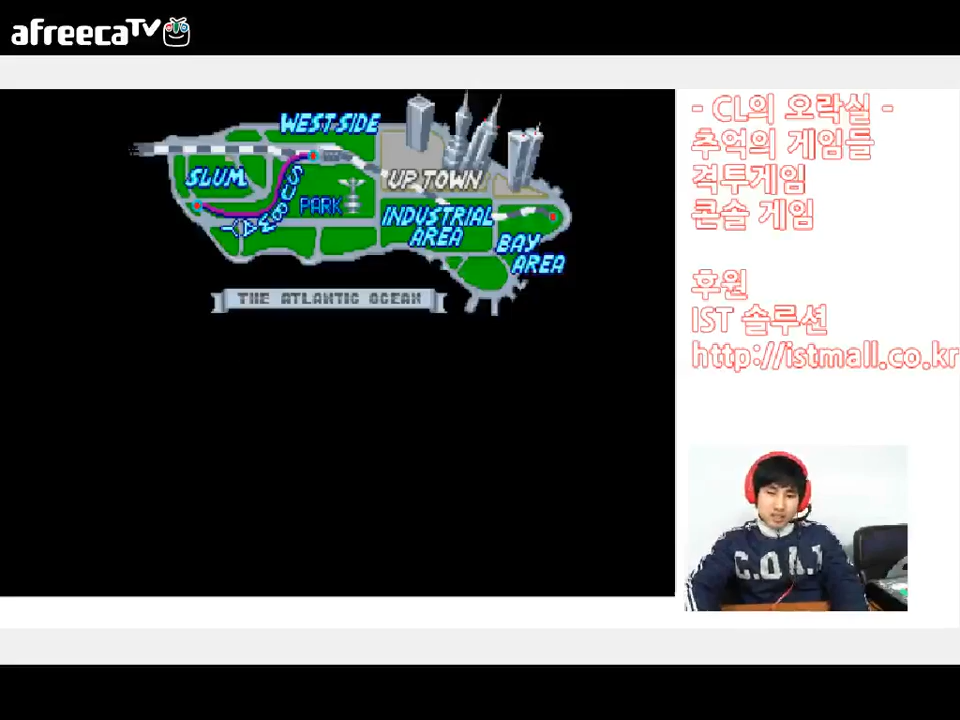 afreecaTV
WEST SIDE
SLUM
SUBWAY
PARK
UP TOWN
INDUSTRIAL
AREA
BAY
AREA
THE ATLANTIC OCEAN
- CL의 오락실 -
추억의 게임들
격투게임
콘솔 게임
후원
IST 솔루션
http://istmall.co.kr